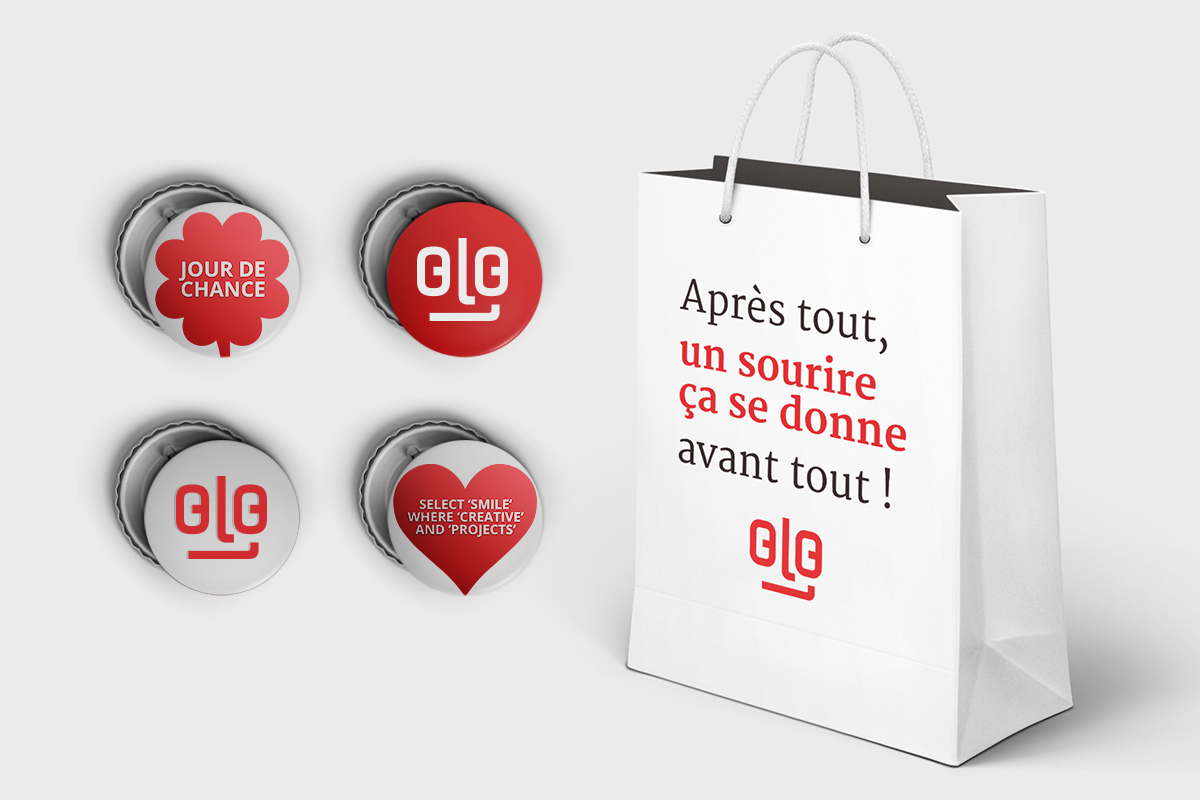 JOUR DE
CHANCE
SELECT ‘SMILE’
WHERE ‘CREATIVE’
AND ‘PROJECTS’
Après tout,
un sourire
ça se donne
avant tout !